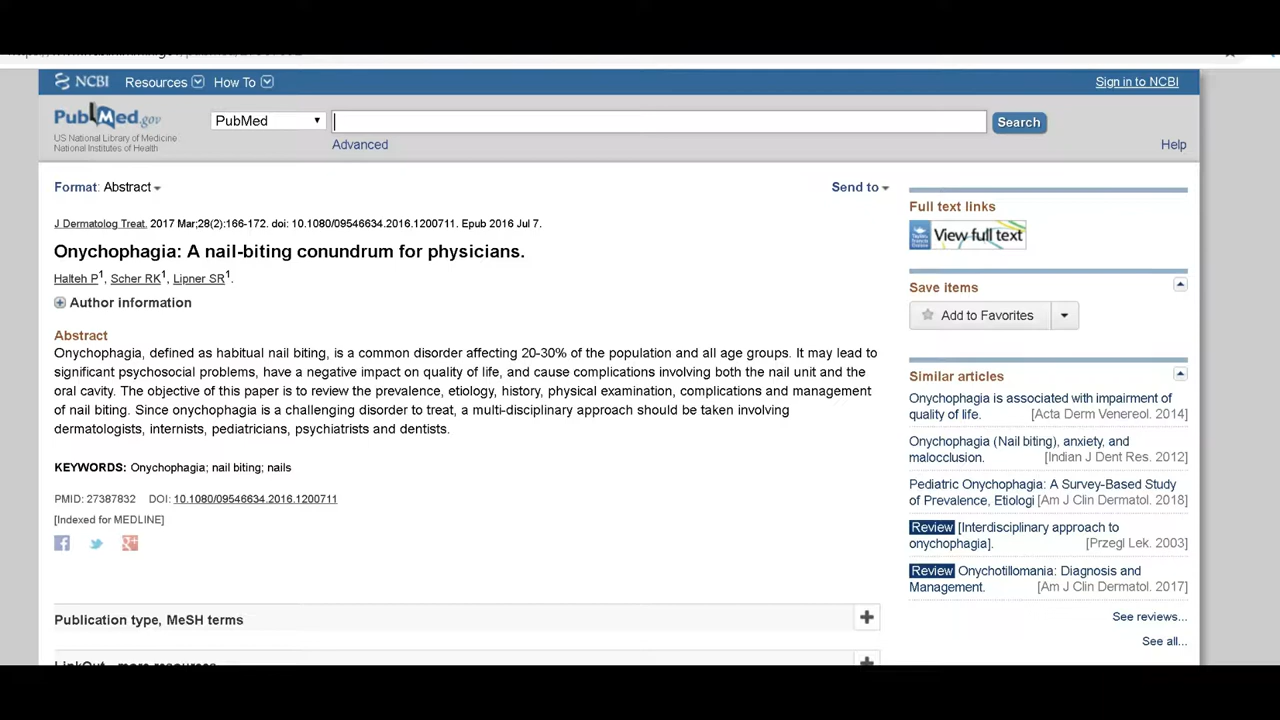 NCBI Resources How To Sign in to NCBI
PubMed.gov
US National Library of Medicine
National Institutes of Health
PubMed
Search
Advanced
Help
Format: Abstract
Send to
J Dermatolog Treat. 2017 Mar;28(2):166-172. doi: 10.1080/09546634.2016.1200711. Epub 2016 Jul 7.
Onychophagia: A nail-biting conundrum for physicians.
Halteh P1, Scher RK1, Lipner SR1.
Author information
Abstract
Onychophagia, defined as habitual nail biting, is a common disorder affecting 20-30% of the population and all age groups. It may lead to
significant psychosocial problems, have a negative impact on quality of life, and cause complications involving both the nail unit and the
oral cavity. The objective of this paper is to review the prevalence, etiology, history, physical examination, complications and management
of nail biting. Since onychophagia is a challenging disorder to treat, a multi-disciplinary approach should be taken involving
dermatologists, internists, pediatricians, psychiatrists and dentists.
KEYWORDS: Onychophagia; nail biting; nails
PMID: 27387832 DOI: 10.1080/09546634.2016.1200711
[Indexed for MEDLINE]
Publication type, MeSH terms
LinkOut - more resources
Full text links
View full text
Save items
Add to Favorites
Similar articles
Onychophagia is associated with impairment of
quality of life. [Acta Derm Venereol. 2014]
Onychophagia (Nail biting), anxiety, and
malocclusion. [Indian J Dent Res. 2012]
Pediatric Onychophagia: A Survey-Based Study
of Prevalence, Etiologi [Am J Clin Dermatol. 2018]
Review [Interdisciplinary approach to
onychophagia]. [Przegl Lek. 2003]
Review Onychotillomania: Diagnosis and
Management. [Am J Clin Dermatol. 2017]
See reviews...
See all...